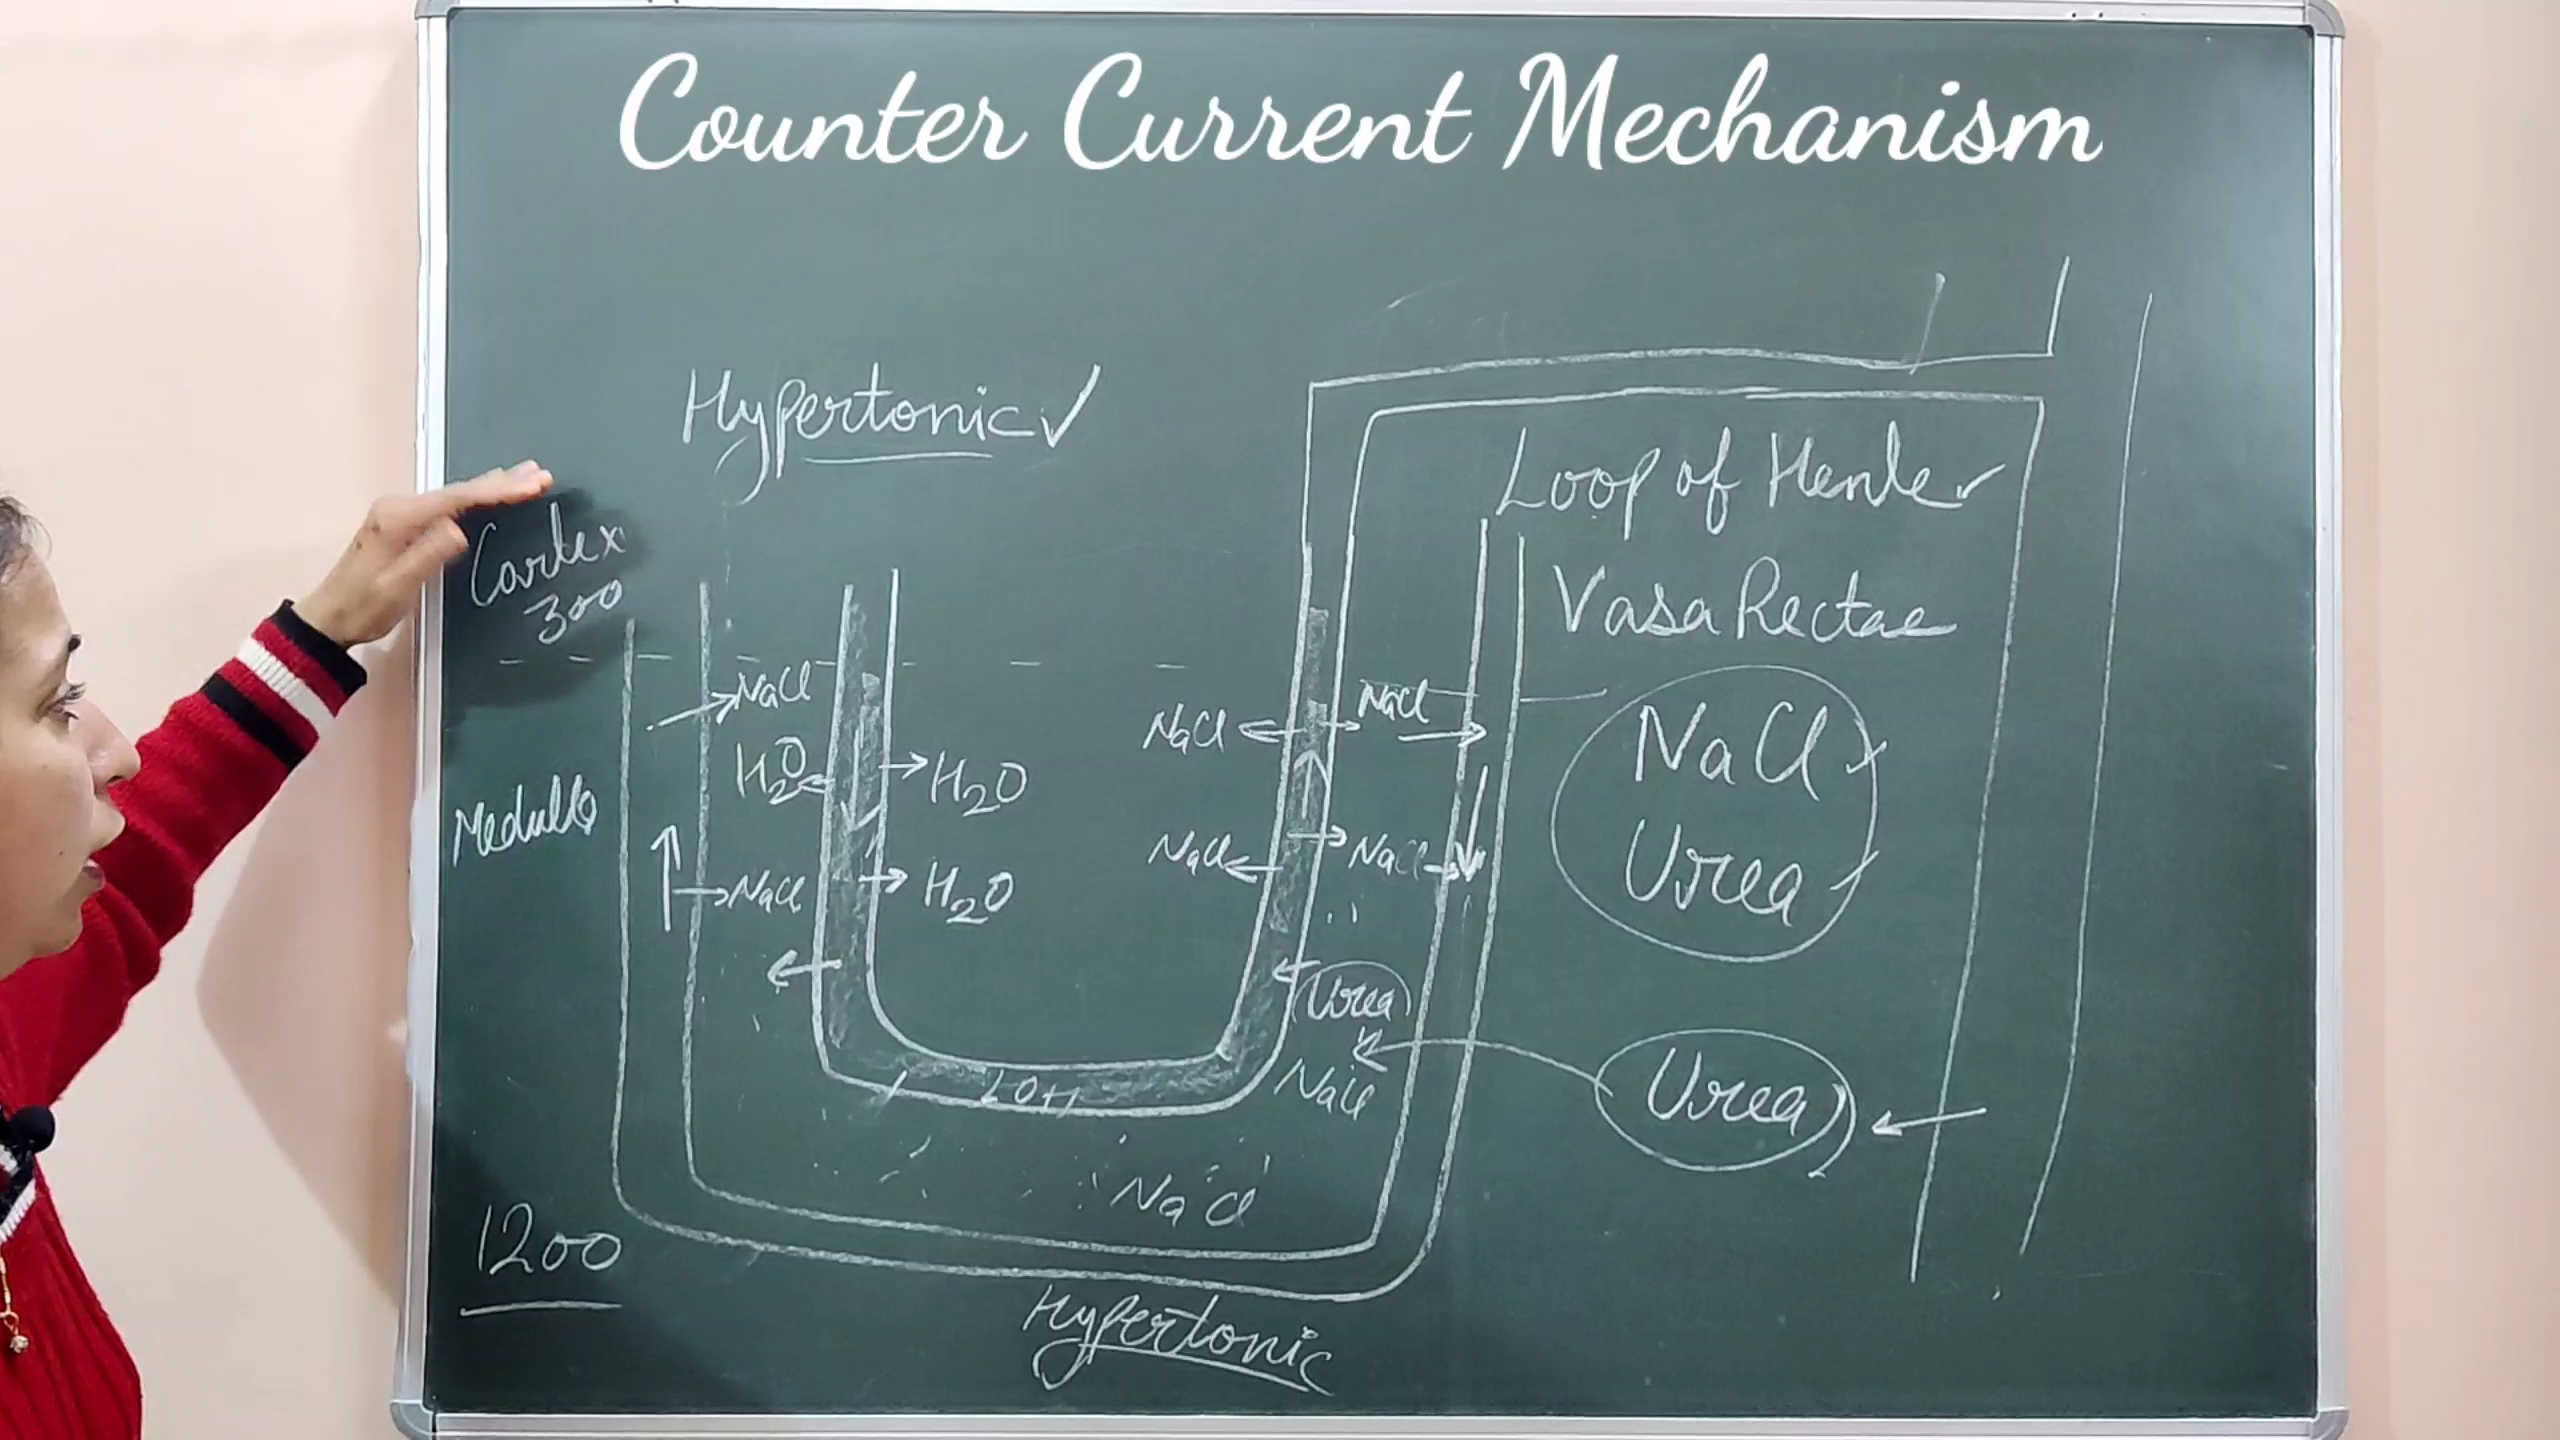 Counter Current Mechanism
Hypertonic
Loop of Henle
Cortex
300
Vasa Rectae
NaCl
NaCl
NaCl
NaCl
H2O
H2O
Urea
Medulla
NaCl
NaCl
NaCl
H2O
Urea
NaCl
Urea
LOH
NaCl
1200
Hypertonic